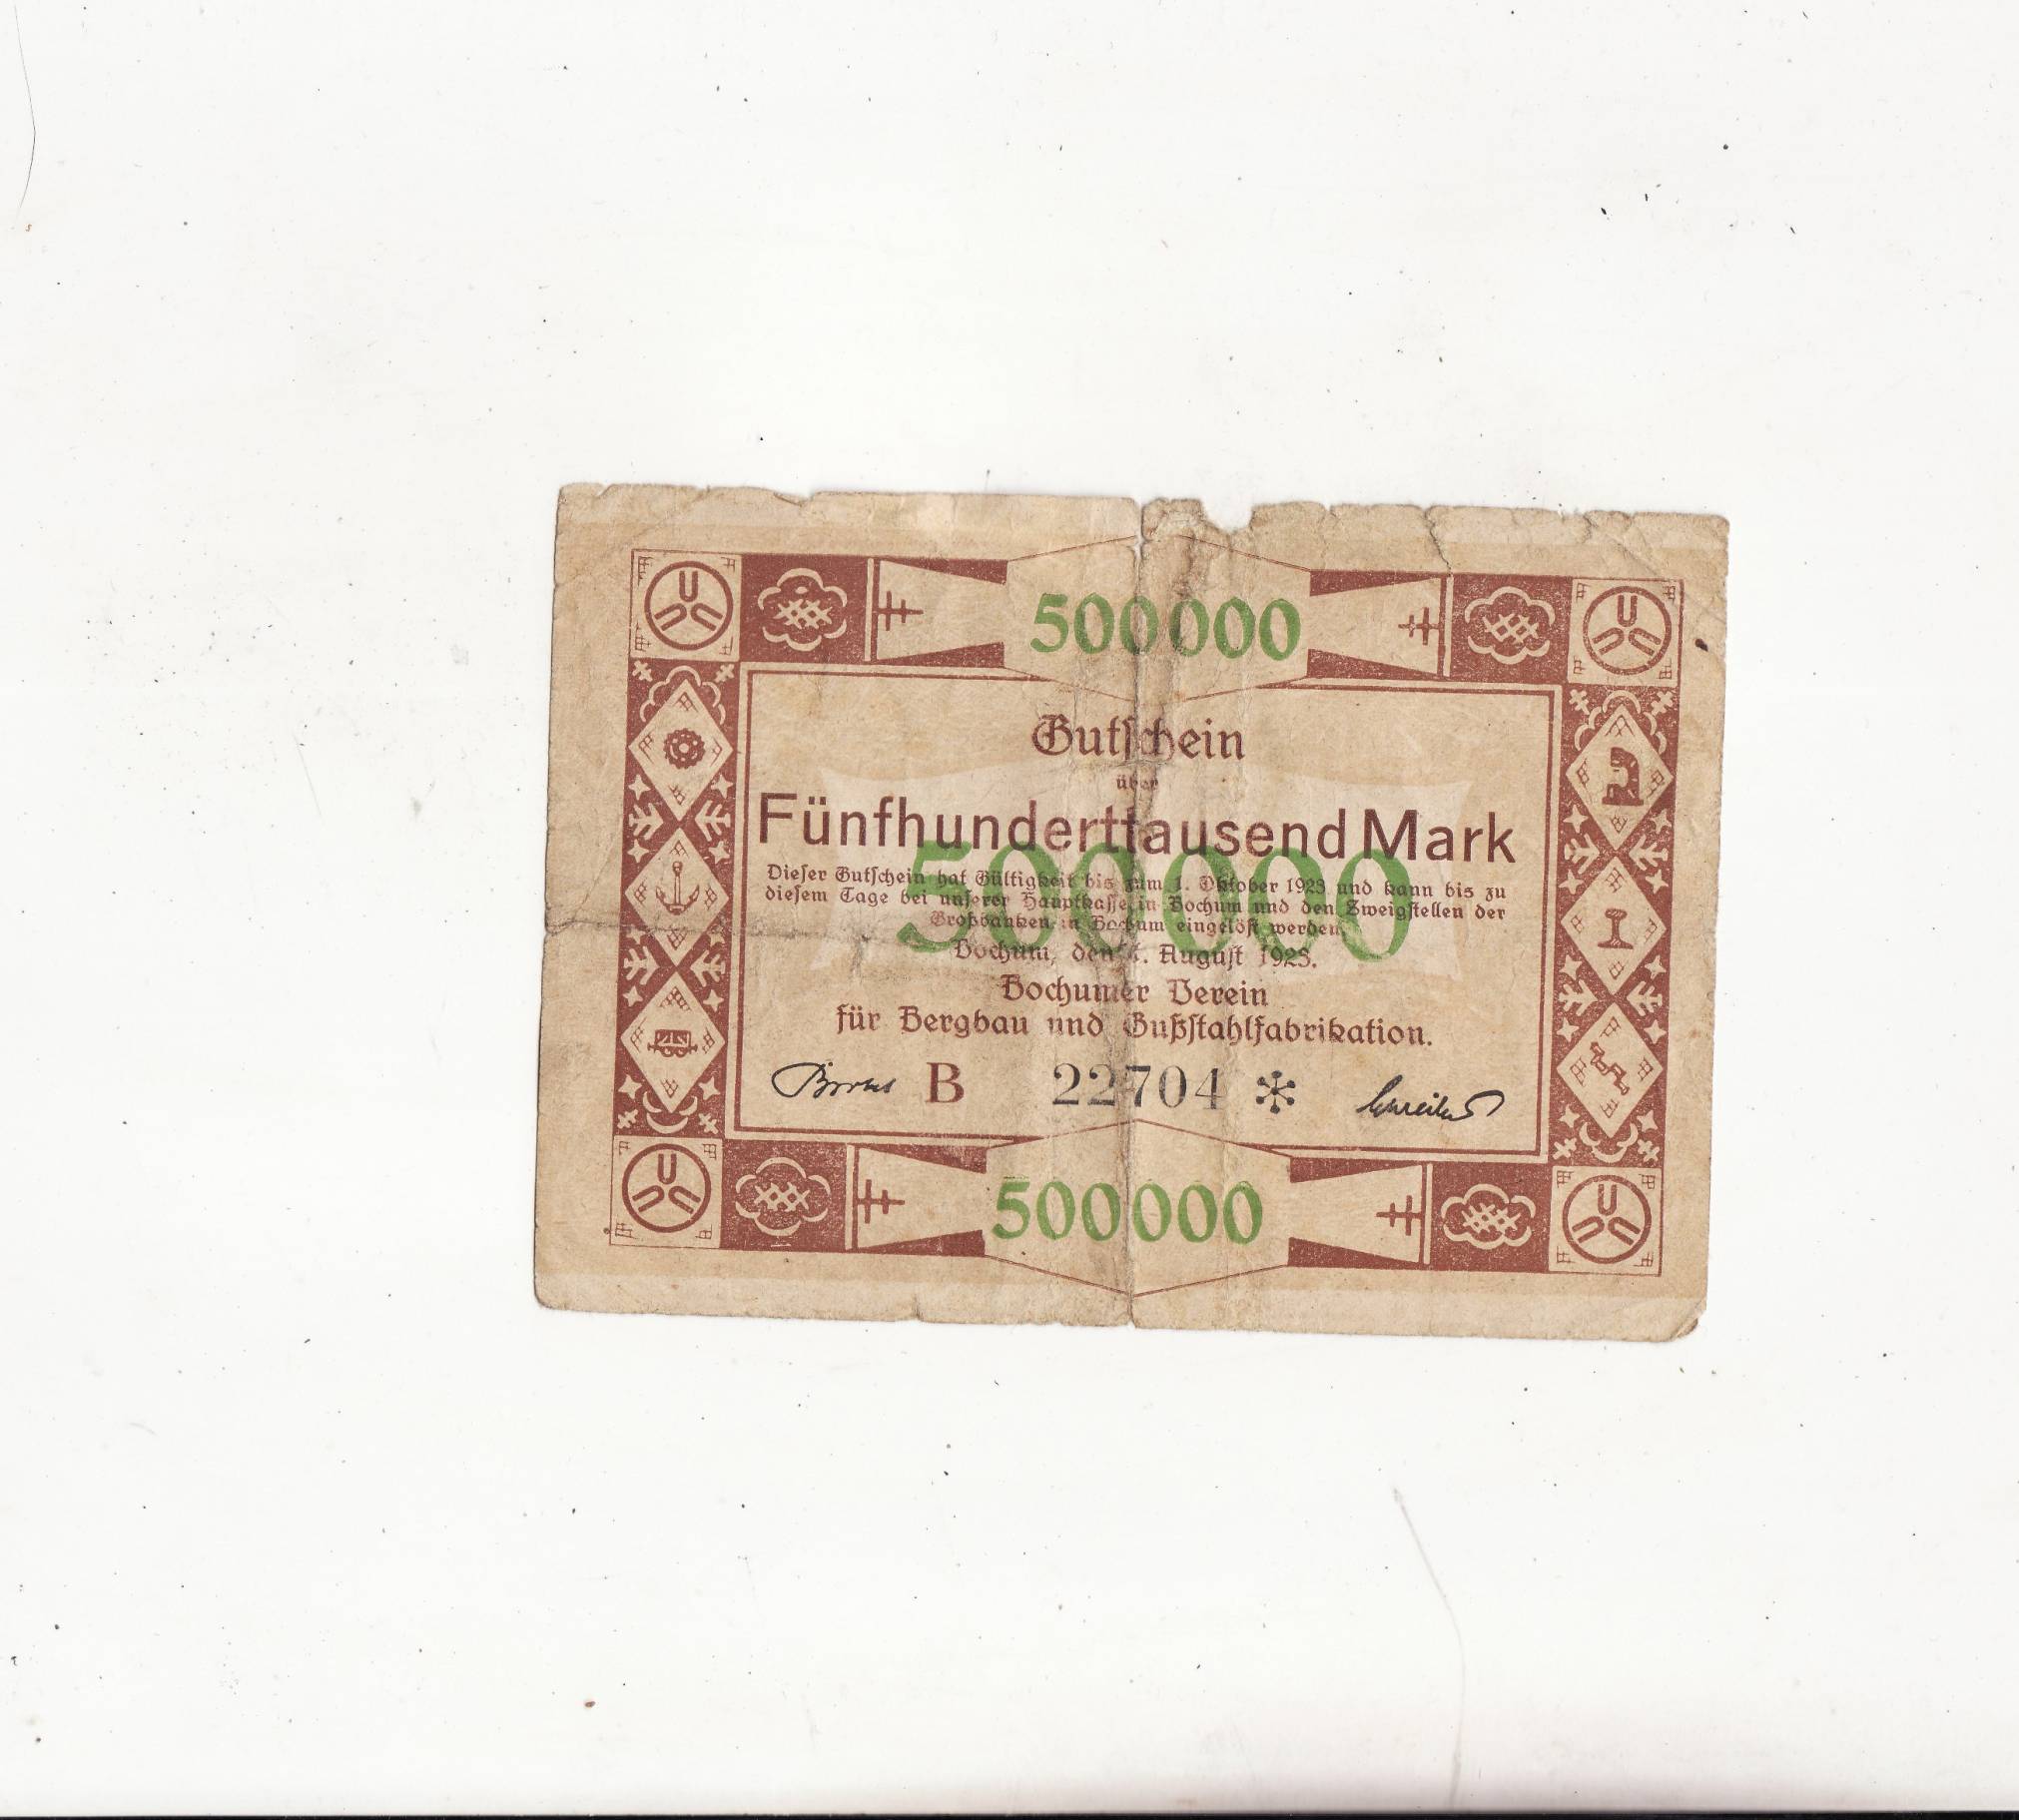 500000
Gutschein
über
Fünfhunderttausend Mark
500000
Dieser Gutschein hat Gültigkeit bis zum 1. Oktober 1923 und kann bis zu
diesem Tage bei unserer Hauptkasse in Bochum und den Zweigstellen der
Großbanken in Bochum eingelöst werden.
Bochum, den August 1923.
Bochumer Verein
für Bergbau und Gußstahlfabrikation.
B 22704 *
500000